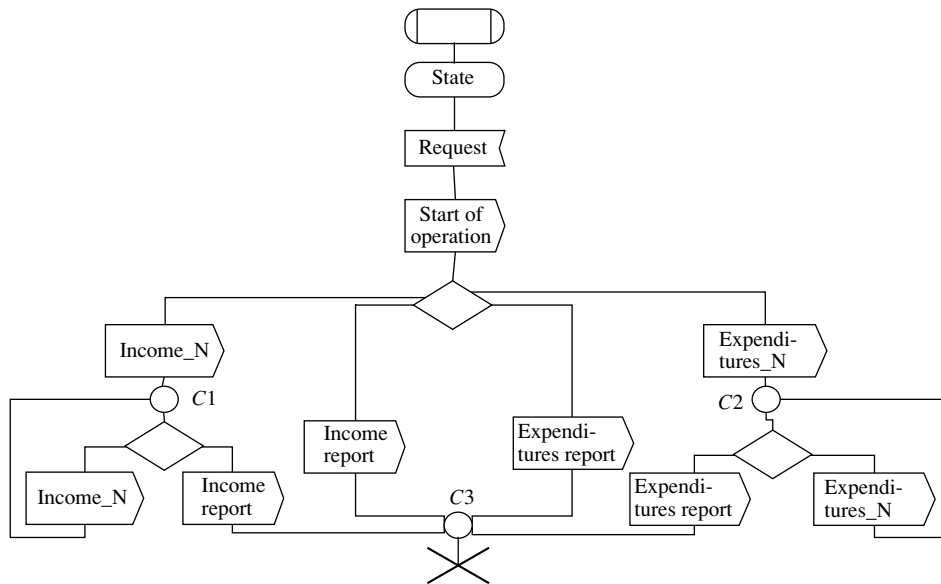 State
Request
Start of
operation
Income_N
Expendi-
tures_N
C1
C2
Income
report
Expendi-
tures report
Income_N
Income
report
C3
Expendi-
tures report
Expendi-
tures_N